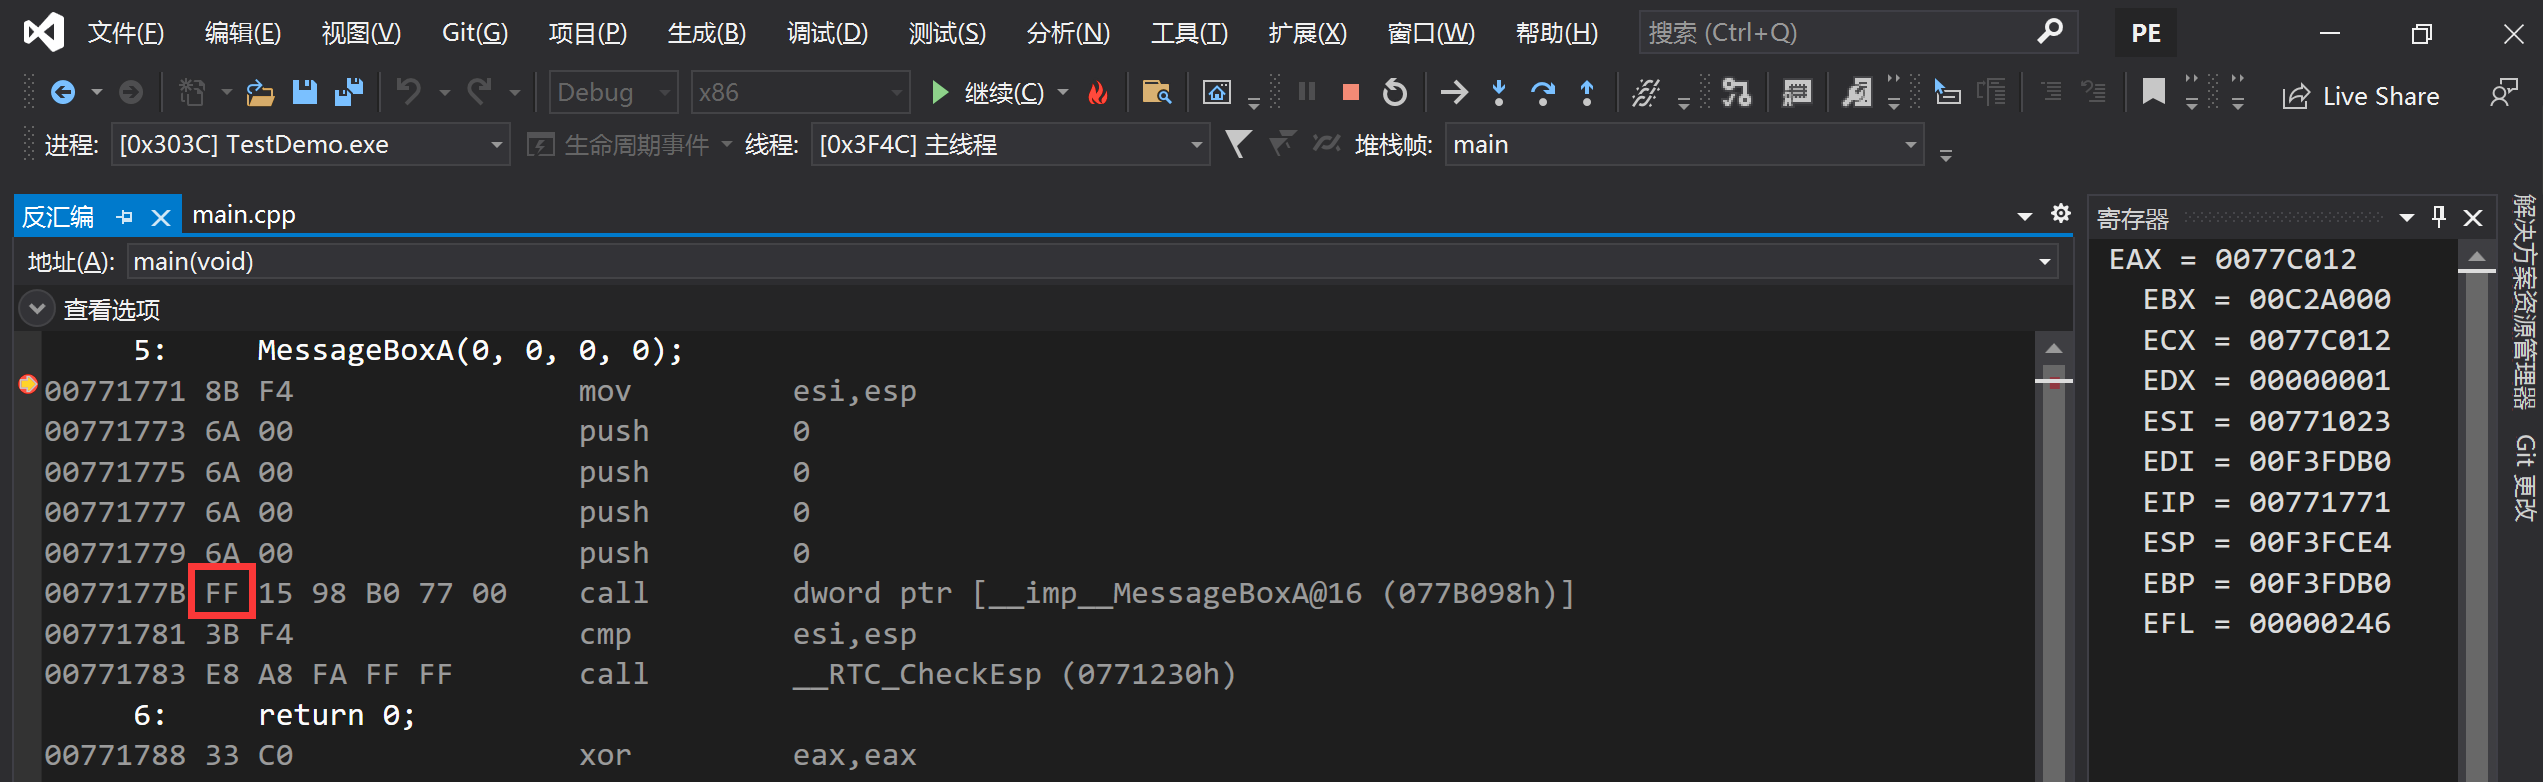 文件(F) 编辑(E) 视图(V) Git(G) 项目(P) 生成(B) 调试(D) 测试(S) 分析(N) 工具(T) 扩展(X) 窗口(W) 帮助(H) 搜索 (Ctrl+Q) PE
Debug x86 继续(C) Live Share
进程: [0x303C] TestDemo.exe 生命周期事件 线程: [0x3F4C] 主线程 堆栈帧: main
反汇编 main.cpp
地址(A): main(void)
查看选项
5: MessageBoxA(0, 0, 0, 0);
00771771 8B F4 mov esi,esp
00771773 6A 00 push 0
00771775 6A 00 push 0
00771777 6A 00 push 0
00771779 6A 00 push 0
0077177B FF 15 98 B0 77 00 call dword ptr [__imp__MessageBoxA@16 (077B098h)]
00771781 3B F4 cmp esi,esp
00771783 E8 A8 FA FF FF call __RTC_CheckEsp (0771230h)
6: return 0;
00771788 33 C0 xor eax,eax
寄存器
EAX = 0077C012
EBX = 00C2A000
ECX = 0077C012
EDX = 00000001
ESI = 00771023
EDI = 00F3FDB0
EIP = 00771771
ESP = 00F3FCE4
EBP = 00F3FDB0
EFL = 00000246
解决方案资源管理器
Git 更改